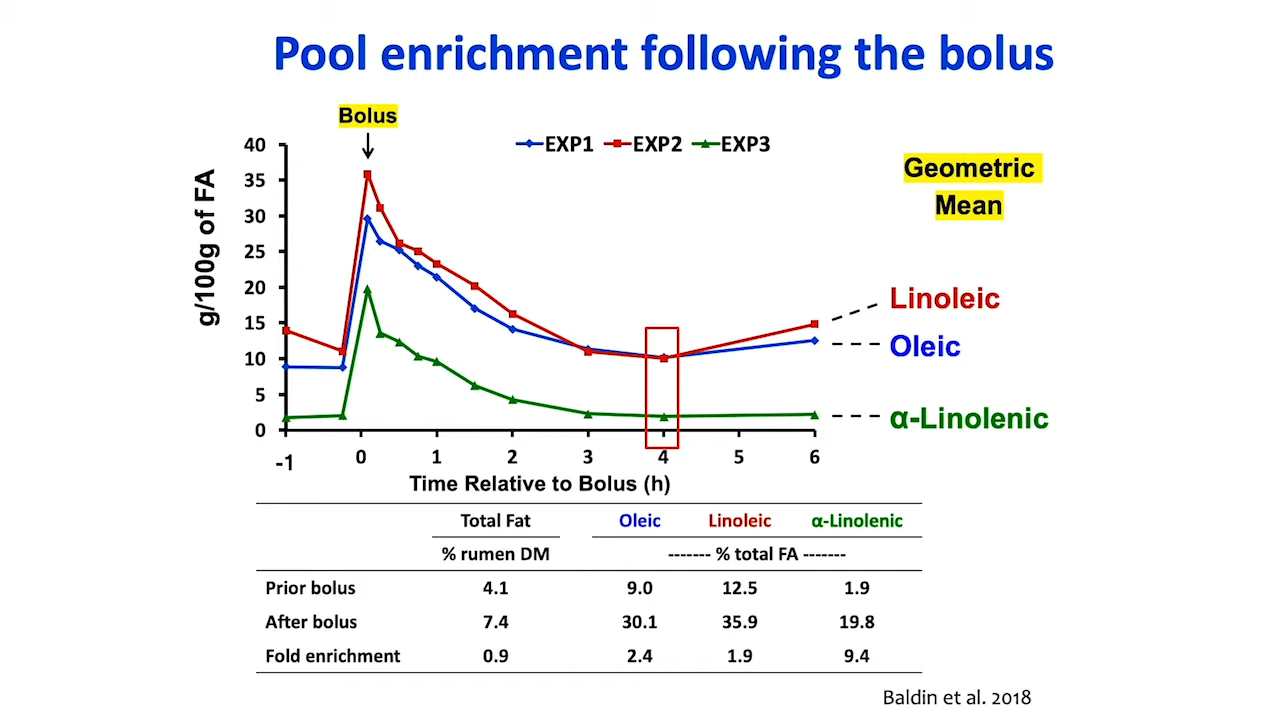 Pool enrichment following the bolus
Bolus
EXP1 EXP2 EXP3
Geometric
Mean
g/100g of FA
40
35
30
25
20
15
10
5
0
-1 0 1 2 3 4 5 6
Time Relative to Bolus (h)
Linoleic
Oleic
α-Linolenic
Total Fat Oleic Linoleic α-Linolenic
% rumen DM ------- % total FA -------
Prior bolus 4.1 9.0 12.5 1.9
After bolus 7.4 30.1 35.9 19.8
Fold enrichment 0.9 2.4 1.9 9.4
Baldin et al. 2018